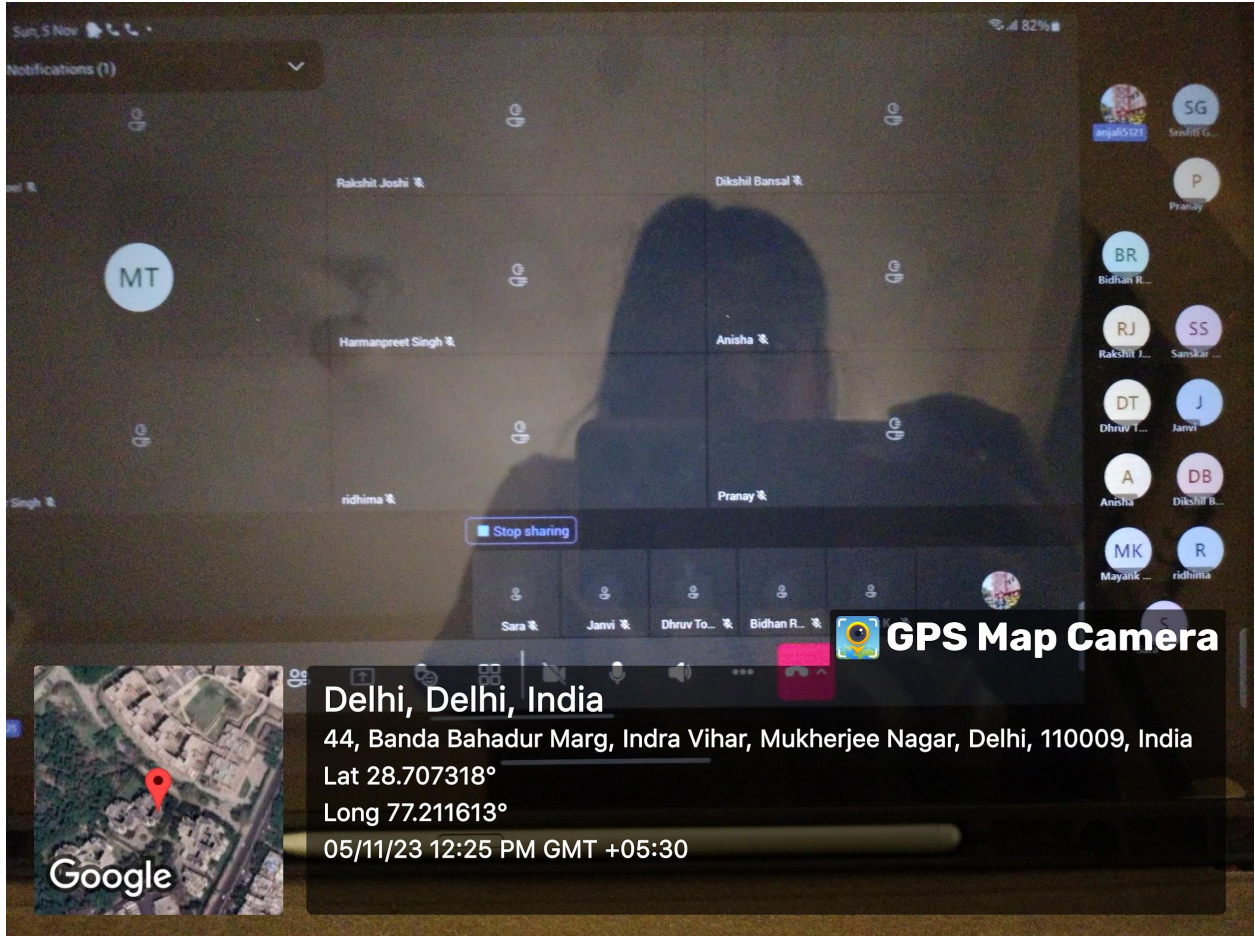 Sun, 5 Nov
82%
Notifications (1)
Rakshit Joshi
Dikshil Bansal
MT
Harmanpreet Singh
Anisha
Singh
ridhima
Pranay
Stop sharing
Sara
Janvi
Dhruv To...
Bidhan R...
K
anjali5121
SG
Srishti G...
P
Pranay
BR
Bidhan R...
RJ
Rakshit J...
SS
Sanskar ...
DT
Dhruv T...
J
Janvi
A
Anisha
DB
Dikshil B...
MK
Mayank ...
R
ridhima
S
GPS Map Camera
Delhi, Delhi, India
44, Banda Bahadur Marg, Indra Vihar, Mukherjee Nagar, Delhi, 110009, India
Lat 28.707318°
Long 77.211613°
05/11/23 12:25 PM GMT +05:30
Google